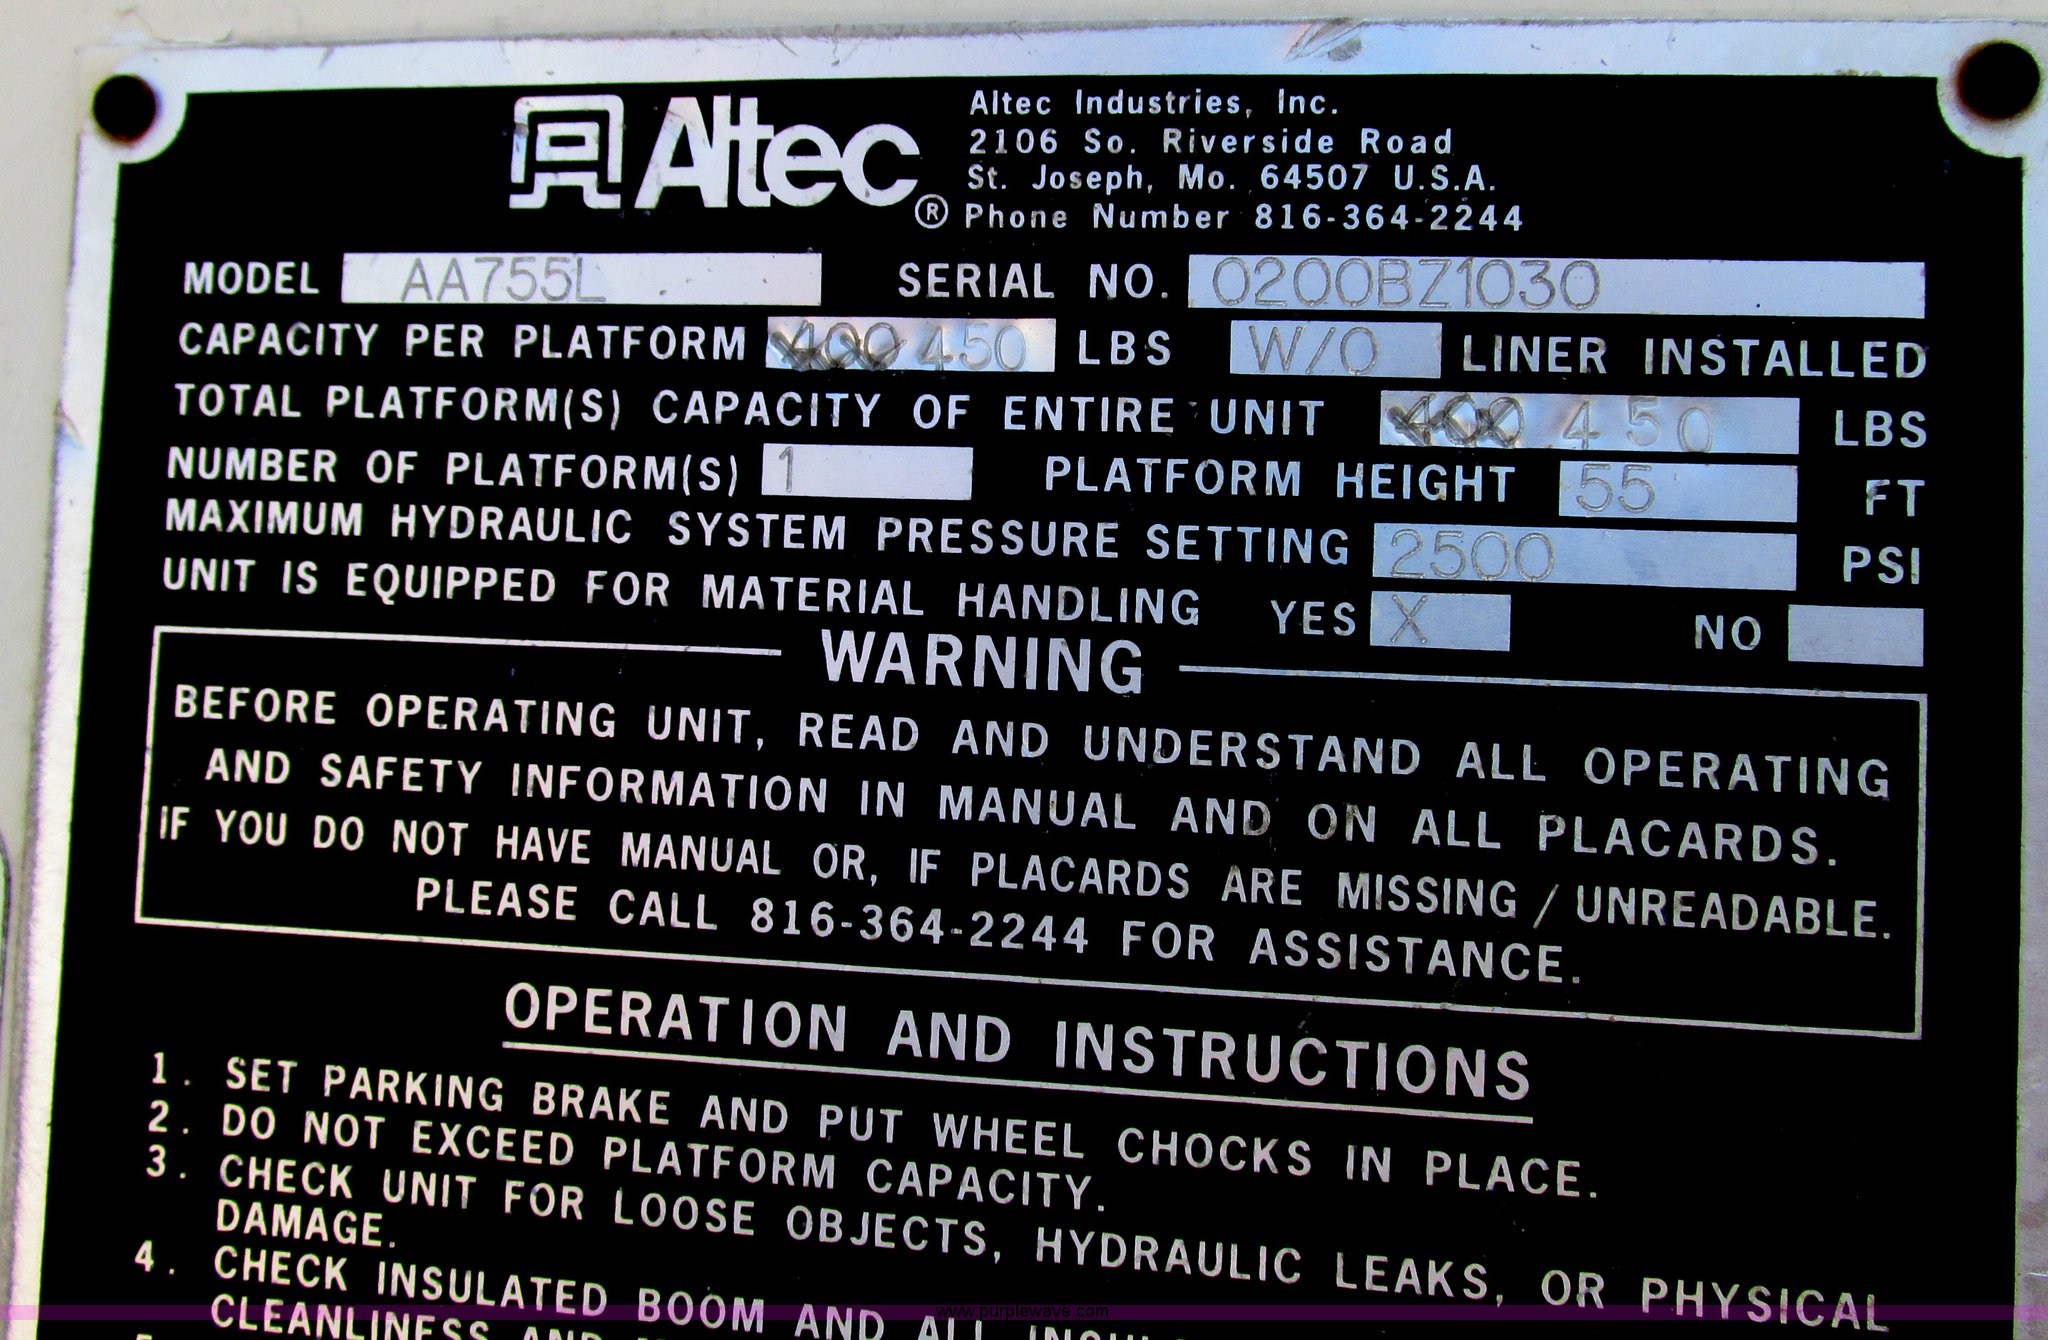 Altec®
Altec Industries, Inc.
2106 So. Riverside Road
St. Joseph, Mo. 64507 U.S.A.
Phone Number 816-364-2244
MODEL AA755L SERIAL NO. 0200BZ1030
CAPACITY PER PLATFORM 400 450 LBS W/O LINER INSTALLED
TOTAL PLATFORM(S) CAPACITY OF ENTIRE UNIT 400 450 LBS
NUMBER OF PLATFORM(S) 1 PLATFORM HEIGHT 55 FT
MAXIMUM HYDRAULIC SYSTEM PRESSURE SETTING 2500 PSI
UNIT IS EQUIPPED FOR MATERIAL HANDLING YES X NO
WARNING
BEFORE OPERATING UNIT, READ AND UNDERSTAND ALL OPERATING
AND SAFETY INFORMATION IN MANUAL AND ON ALL PLACARDS.
IF YOU DO NOT HAVE MANUAL OR, IF PLACARDS ARE MISSING / UNREADABLE.
PLEASE CALL 816-364-2244 FOR ASSISTANCE.
OPERATION AND INSTRUCTIONS
1. SET PARKING BRAKE AND PUT WHEEL CHOCKS IN PLACE.
2. DO NOT EXCEED PLATFORM CAPACITY.
3. CHECK UNIT FOR LOOSE OBJECTS, HYDRAULIC LEAKS, OR PHYSICAL
DAMAGE.
4. CHECK INSULATED BOOM AND ALL
CLEANLINESS AND
www.purplewave.com